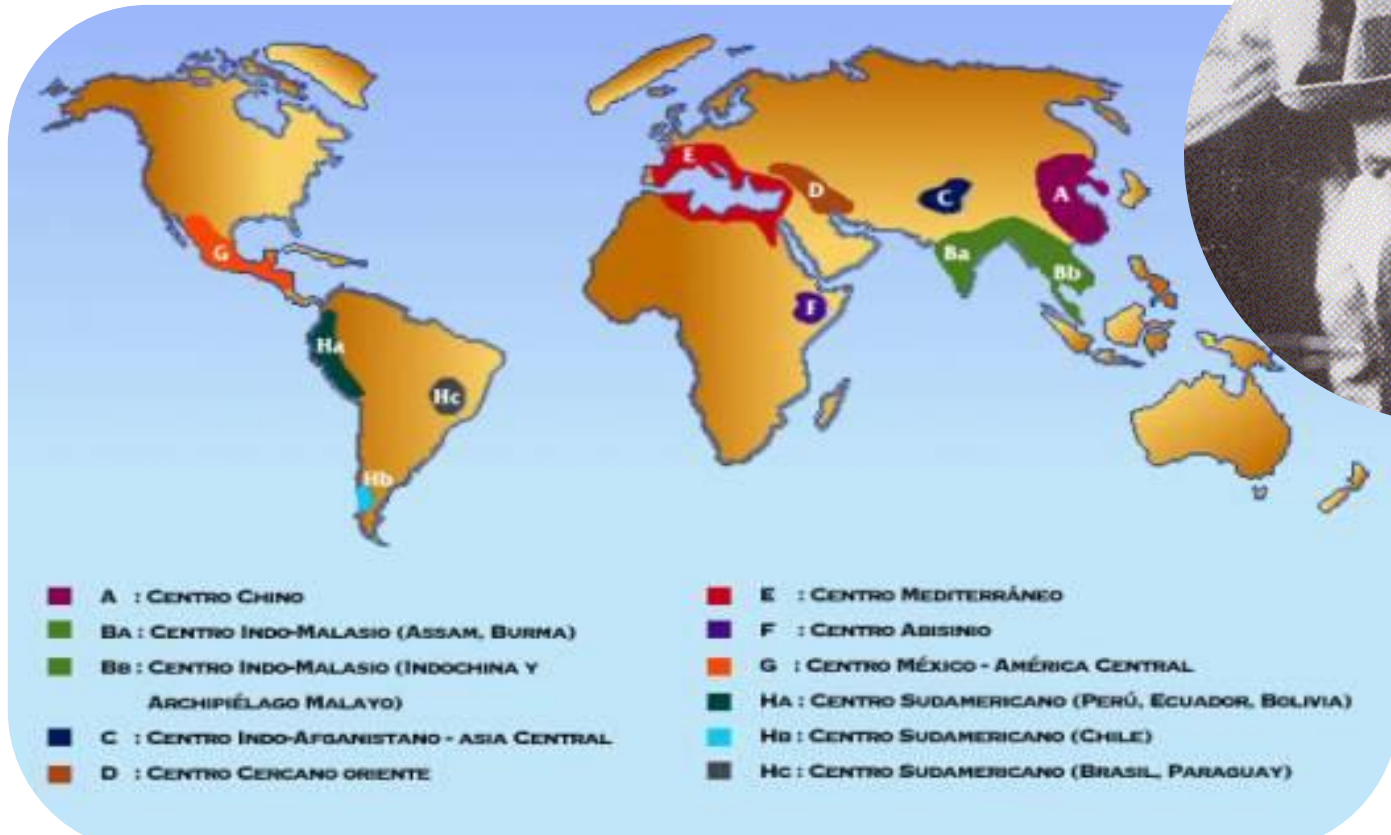 E
D
C
A
G
Ba
Bb
F
Ha
Hc
Hb
A : CENTRO CHINO
BA : CENTRO INDO-MALASIO (ASSAM, BURMA)
BB : CENTRO INDO-MALASIO (INDOCHINA Y
ARCHIPIÉLAGO MALAYO)
C : CENTRO INDO-AFGANISTANO - ASIA CENTRAL
D : CENTRO CERCANO ORIENTE
E : CENTRO MEDITERRÁNEO
F : CENTRO ABISINIO
G : CENTRO MÉXICO - AMÉRICA CENTRAL
HA : CENTRO SUDAMERICANO (PERÚ, ECUADOR, BOLIVIA)
HB : CENTRO SUDAMERICANO (CHILE)
HC : CENTRO SUDAMERICANO (BRASIL, PARAGUAY)